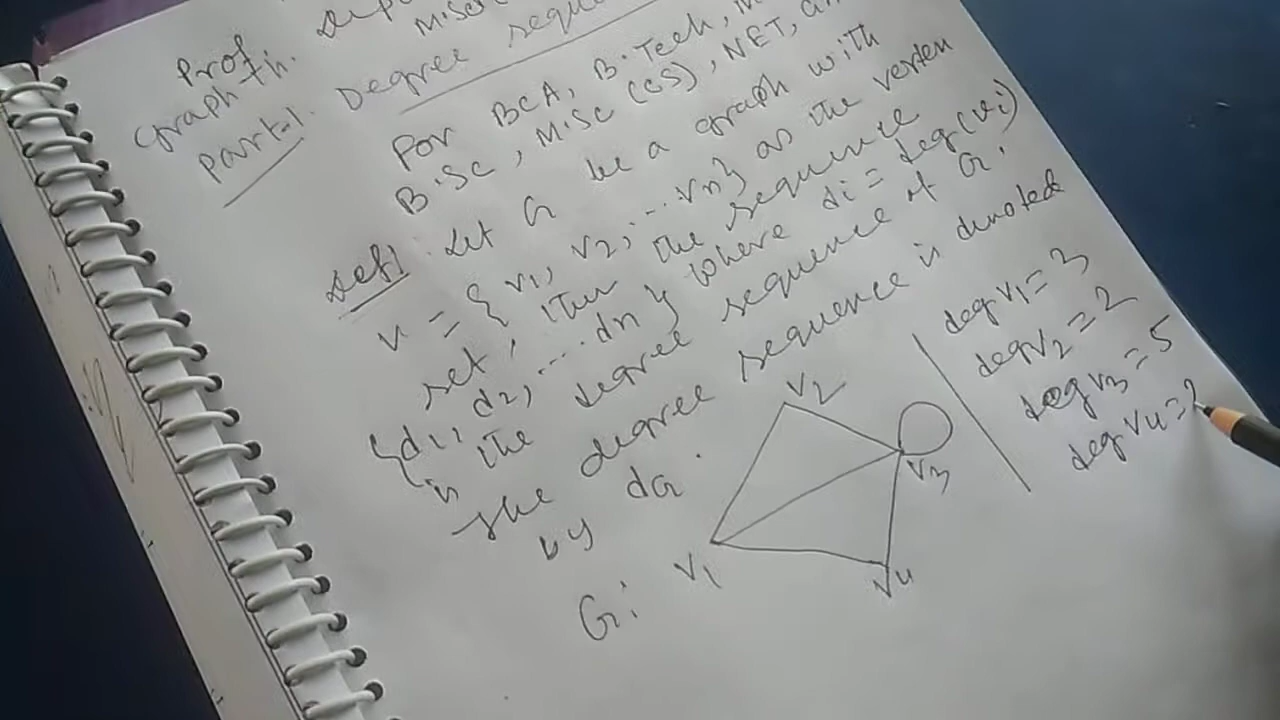 Prof
M.Sc
Graph Th.
Part-1. Degree seque
For BCA, B.Tech, M
B.Sc, M.Sc (CS), NET, an
Def1: Let G be a graph with
V = {v1, v2, ... vn} as the vertex
set, then the sequence
{d1, d2, ... dn} where di = deg(vi)
is the degree sequence of G.
The degree sequence is denoted
by dG.
G:
v1
v2
v3
v4
deg v1 = 3
deg v2 = 2
deg v3 = 5
deg v4 = 2